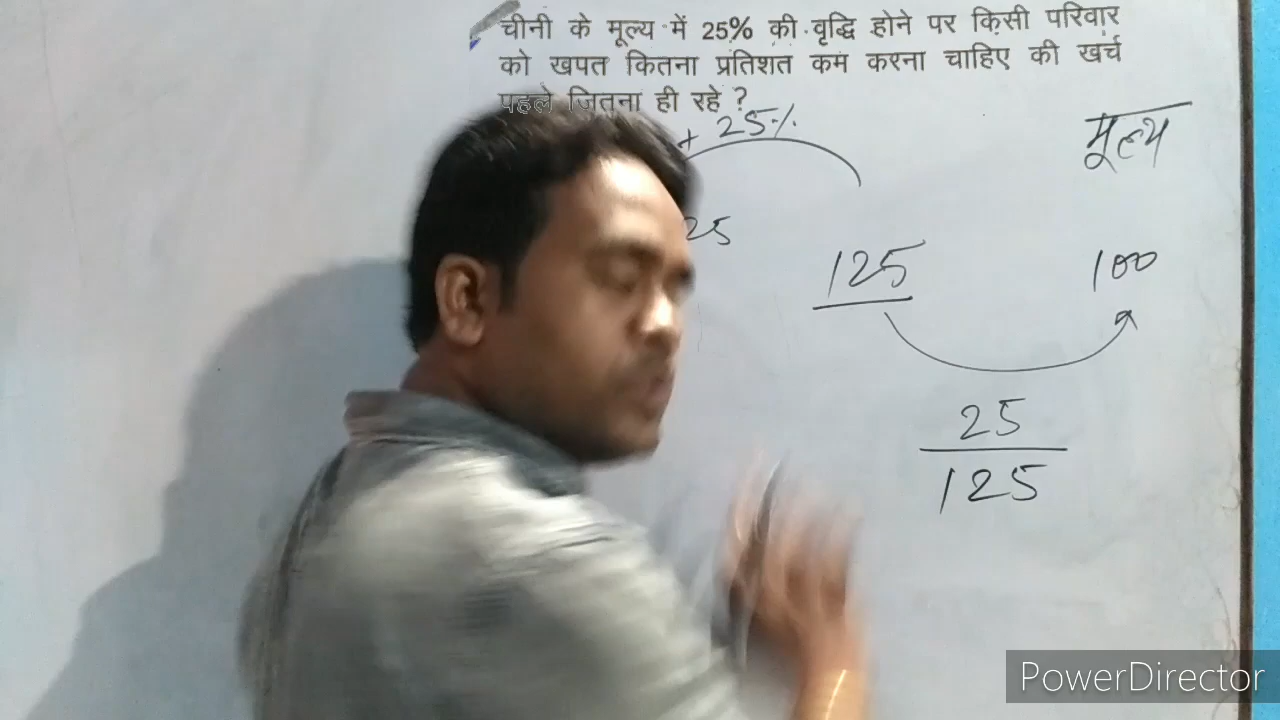 चीनी के मूल्य में 25% की वृद्धि होने पर किसी परिवार
को खपत कितना प्रतिशत कम करना चाहिए की खर्च
पहले जितना ही रहे ?
+ 25%
मूल्य
25
125
100
25
125
PowerDirector